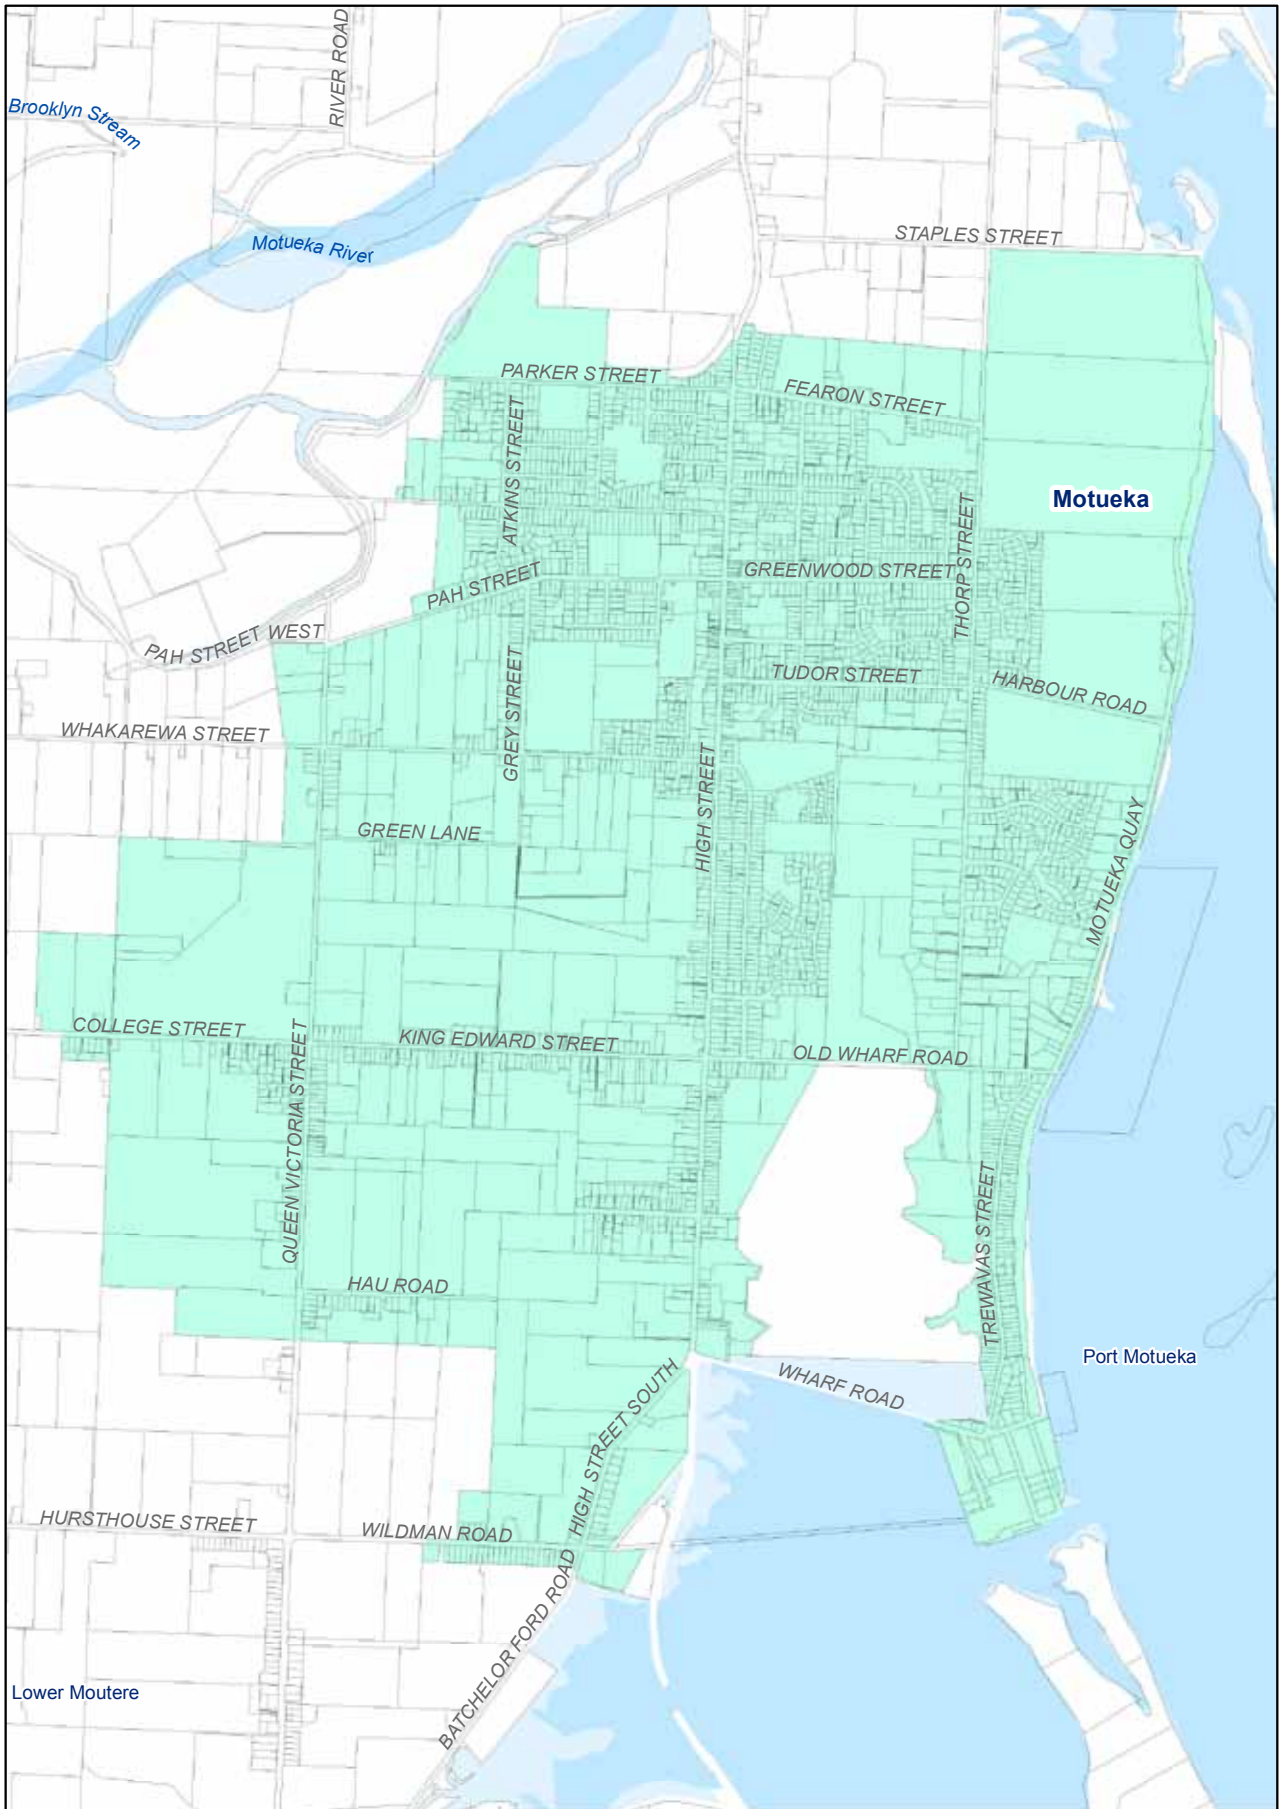 RIVER ROAD
Brooklyn Stream
Motueka River
STAPLES STREET
PARKER STREET
FEARON STREET
ATKINS STREET
Motueka
THORP STREET
GREENWOOD STREET
PAH STREET
PAH STREET WEST
GREY STREET
TUDOR STREET
HARBOUR ROAD
WHAKAREWA STREET
HIGH STREET
GREEN LANE
MOTUEKA QUAY
COLLEGE STREET
KING EDWARD STREET
OLD WHARF ROAD
QUEEN VICTORIA STREET
TREWAVAS STREET
HAU ROAD
Port Motueka
WHARF ROAD
HIGH STREET SOUTH
HURSTHOUSE STREET
WILDMAN ROAD
BATCHELOR FORD ROAD
Lower Moutere